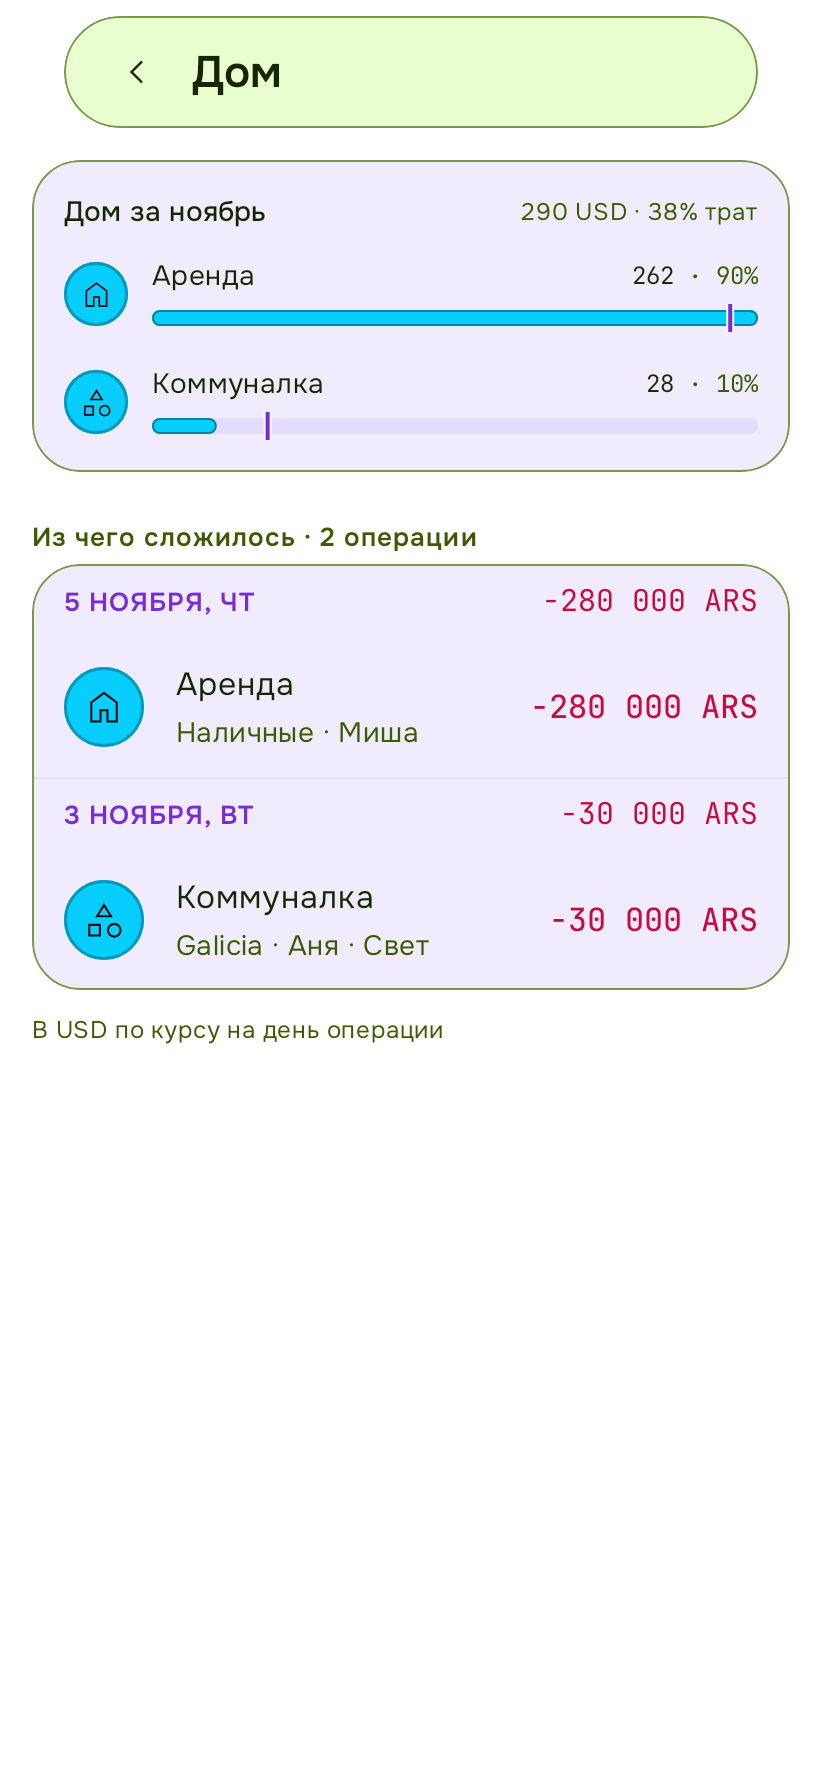 Дом
Дом за ноябрь 290 USD · 38% трат
Аренда 262 · 90%
Коммуналка 28 · 10%
Из чего сложилось · 2 операции
5 НОЯБРЯ, ЧТ -280 000 ARS
Аренда
-280 000 ARS
Наличные · Миша
3 НОЯБРЯ, ВТ -30 000 ARS
Коммуналка
-30 000 ARS
Galicia · Аня · Свет
В USD по курсу на день операции